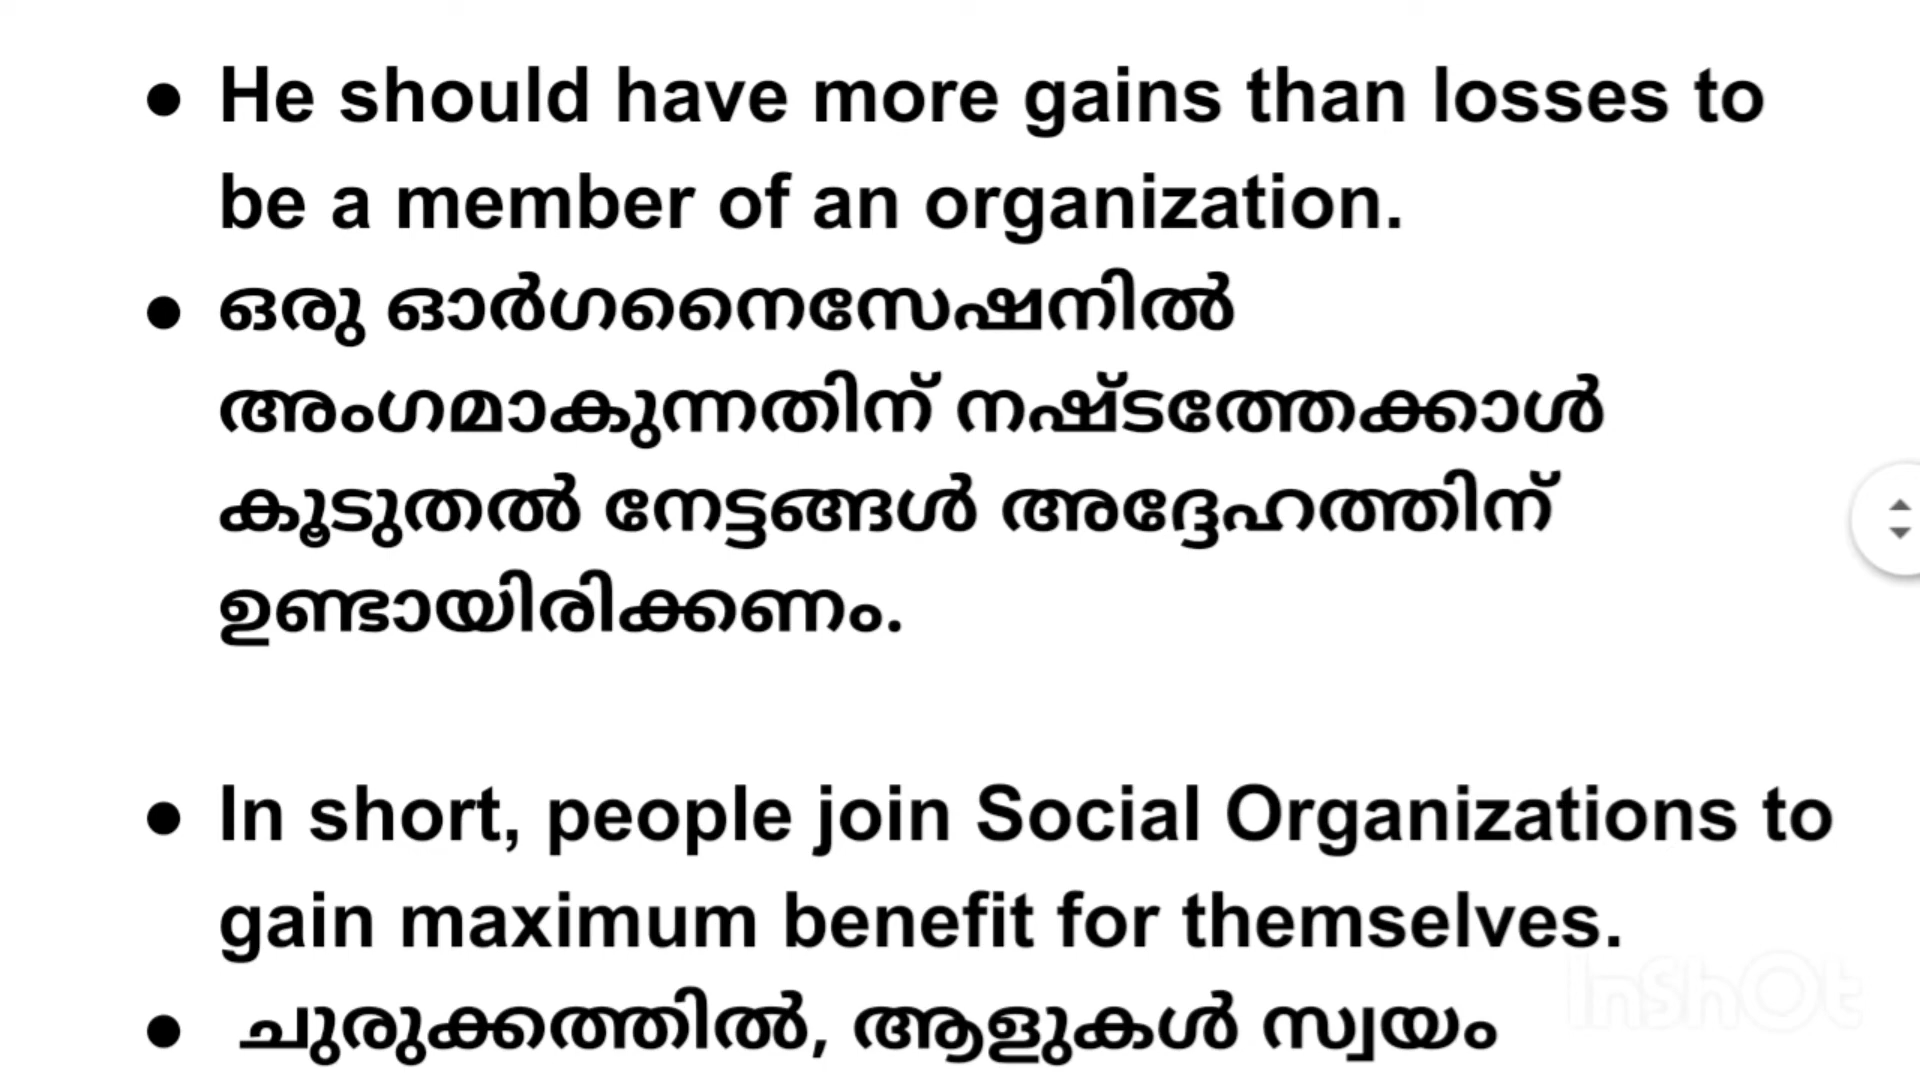 ● He should have more gains than losses to
be a member of an organization.
● ഒരു ഓർഗനൈസേഷനിൽ
അംഗമാകുന്നതിന് നഷ്ടത്തേക്കാൾ
കൂടുതൽ നേട്ടങ്ങൾ അദ്ദേഹത്തിന്
ഉണ്ടായിരിക്കണം.
● In short, people join Social Organizations to
gain maximum benefit for themselves.
● ചുരുക്കത്തിൽ, ആളുകൾ സ്വയം
InShOt